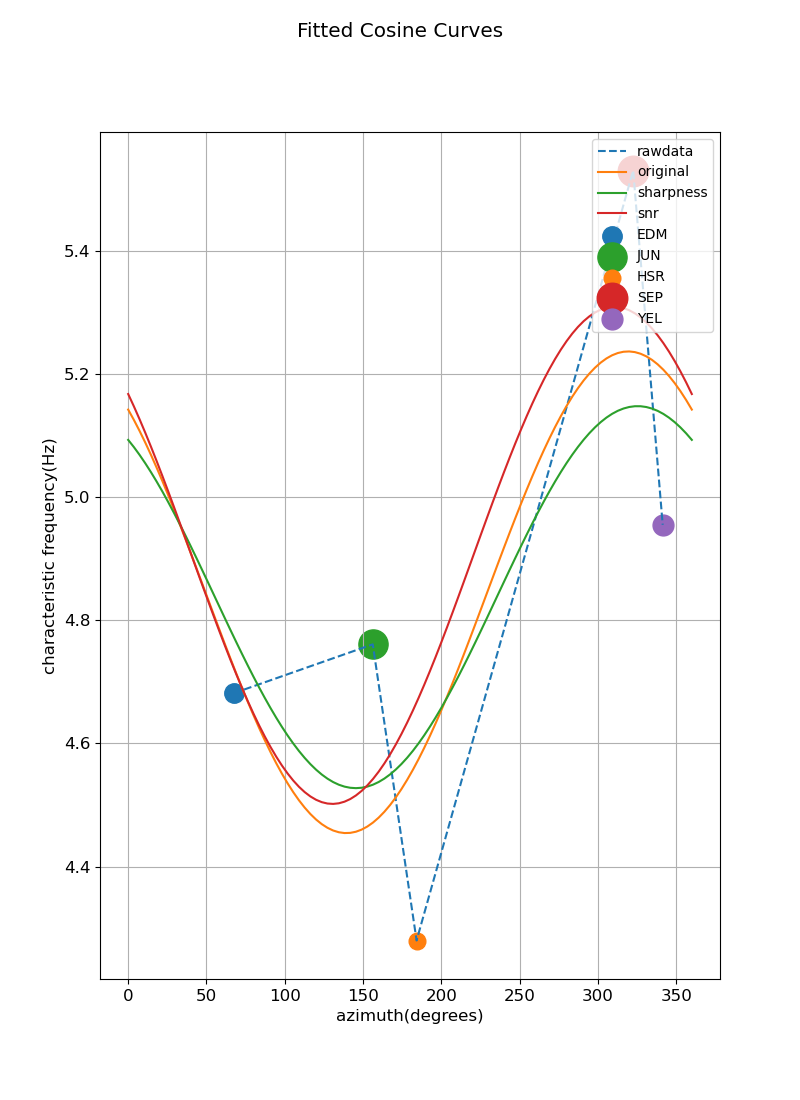 Fitted Cosine Curves
rawdata
original
sharpness
snr
EDM
JUN
HSR
SEP
YEL
characteristic frequency(Hz)
5.4
5.2
5.0
4.8
4.6
4.4
0 50 100 150 200 250 300 350
azimuth(degrees)